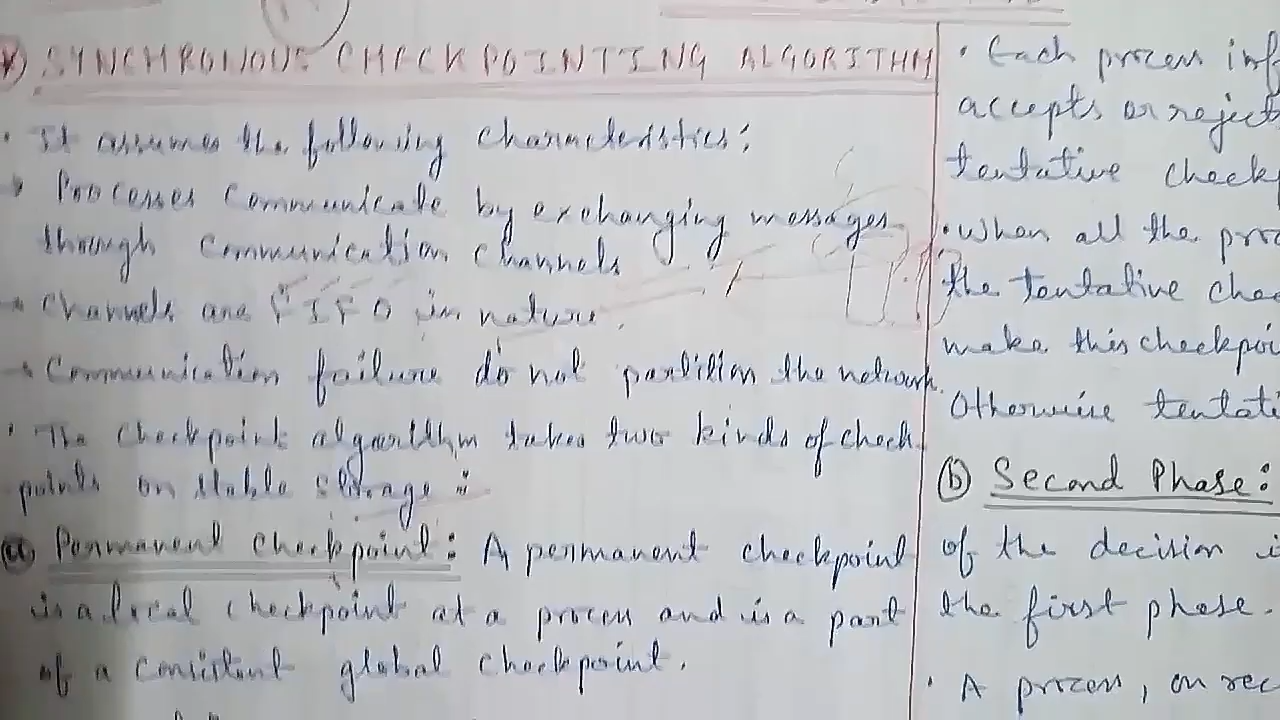 SYNCHRONOUS CHECKPOINTING ALGORITHM
• It assumes the following characteristics:
→ Processes communicate by exchanging messages
through communication channels
→ Channels are FIFO in nature.
→ Communication failure do not partition the network.
• The checkpoint algorithm takes two kinds of check
points on stable storage :
(a) Permanent Checkpoint: A permanent checkpoint
is a local checkpoint at a process and is a part
of a consistent global checkpoint.
• Each process inf
accepts or reject
tentative check
• When all the proc
the tentative chec
make this checkpoi
Otherwise tentati
(b) Second Phase:
of the decision i
the first phase.
• A process, on rec